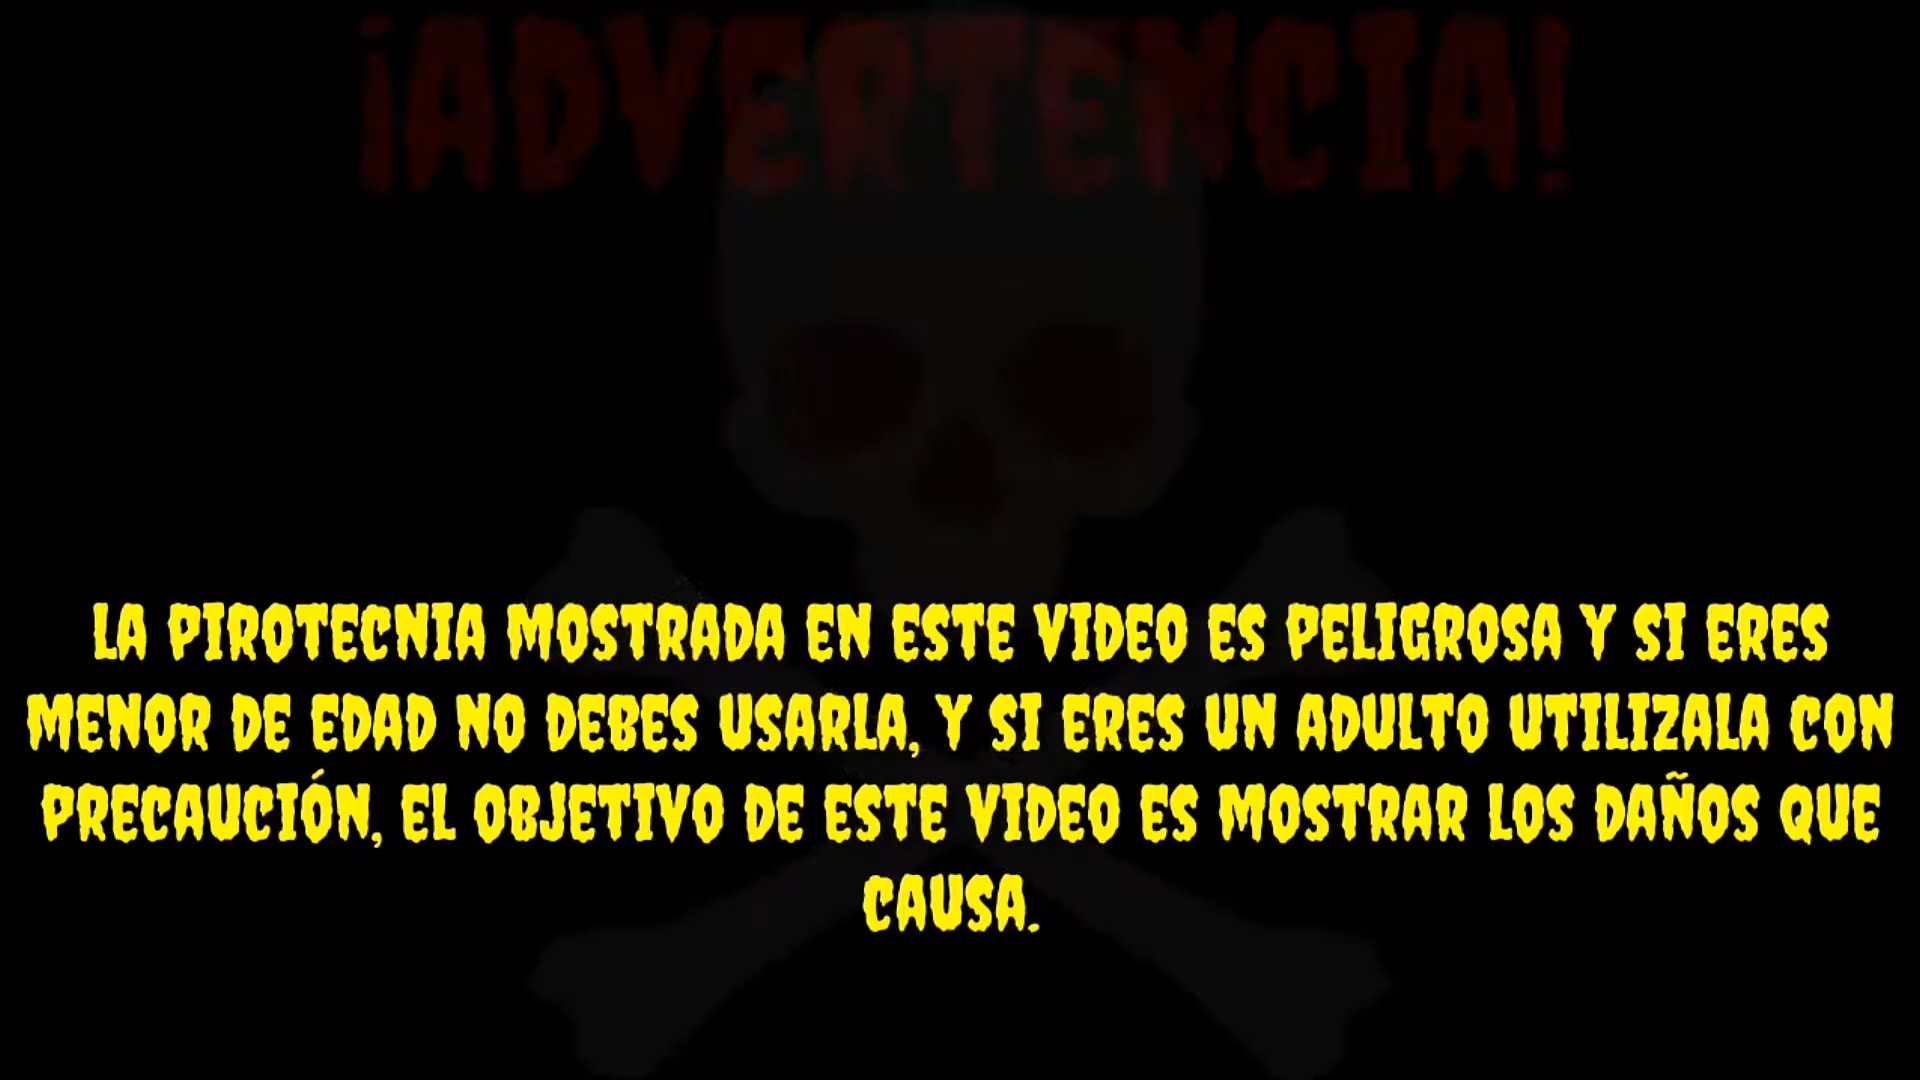 ¡ADVERTENCIA!
LA PIROTECNIA MOSTRADA EN ESTE VIDEO ES PELIGROSA Y SI ERES
MENOR DE EDAD NO DEBES USARLA, Y SI ERES UN ADULTO UTILIZALA CON
PRECAUCIÓN, EL OBJETIVO DE ESTE VIDEO ES MOSTRAR LOS DAÑOS QUE
CAUSA.